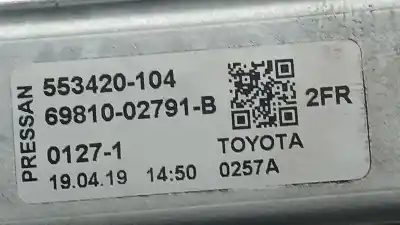 PRESSAN
553420-104
69810-02791-B
2FR
0127-1 TOYOTA
19.04.19 14:50 0257A